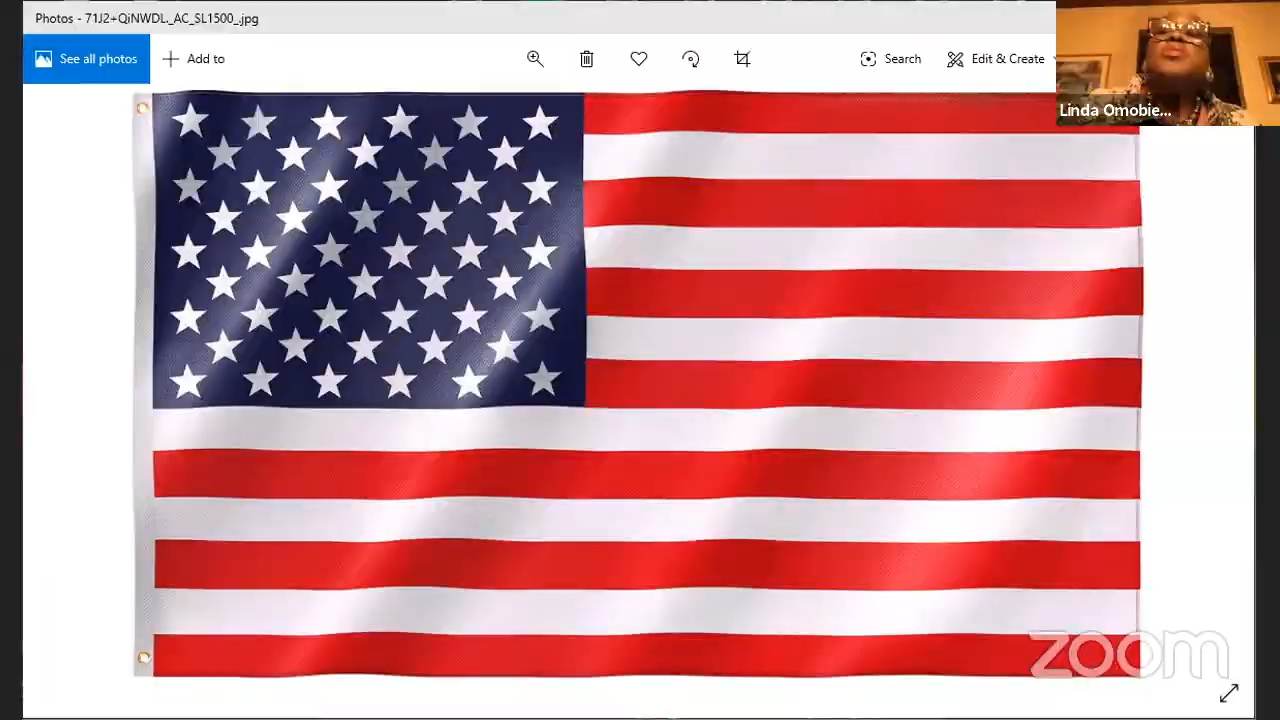 Photos - 71J2+QiNWDL._AC_SL1500_.jpg
See all photos
Add to
Search
Edit & Create
Linda Omobie...
zoom